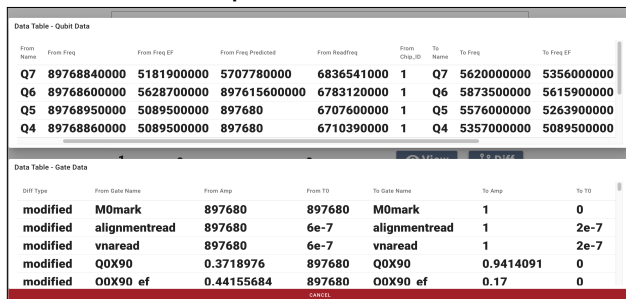 Data Table - Qubit Data
From Name From Freq From Freq EF From Freq Predicted From Readfreq From Chip_ID To Name To Freq To Freq EF
Q7 89768840000 5181900000 5707780000 6836541000 1 Q7 5620000000 5356000000
Q6 89768600000 5628700000 897615600000 6783120000 1 Q6 5873500000 5615900000
Q5 89768950000 5089500000 897680 6707600000 1 Q5 5576000000 5263900000
Q4 89768860000 5089500000 897680 6710390000 1 Q4 5357000000 5089500000
View Diff
Data Table - Gate Data
Diff Type From Gate Name From Amp From T0 To Gate Name To Amp To T0
modified M0mark 897680 897680 M0mark 1 0
modified alignmentread 897680 6e-7 alignmentread 1 2e-7
modified vnaread 897680 6e-7 vnaread 1 2e-7
modified Q0X90 0.3718976 897680 Q0X90 0.9414091 0
modified Q0X90_ef 0.44155684 897680 Q0X90_ef 0.17 0
CANCEL